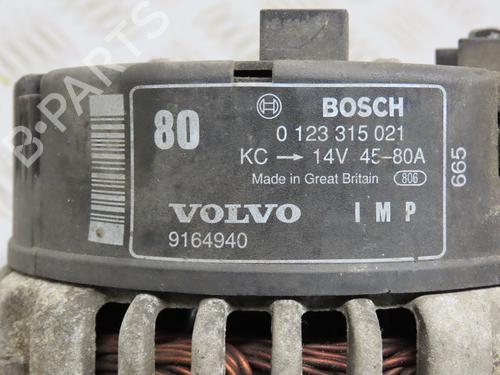 B-PARTS
80
BOSCH
0 123 315 021
KC → 14V 45-80A
Made in Great Britain 806
665
VOLVO IMP
9164940